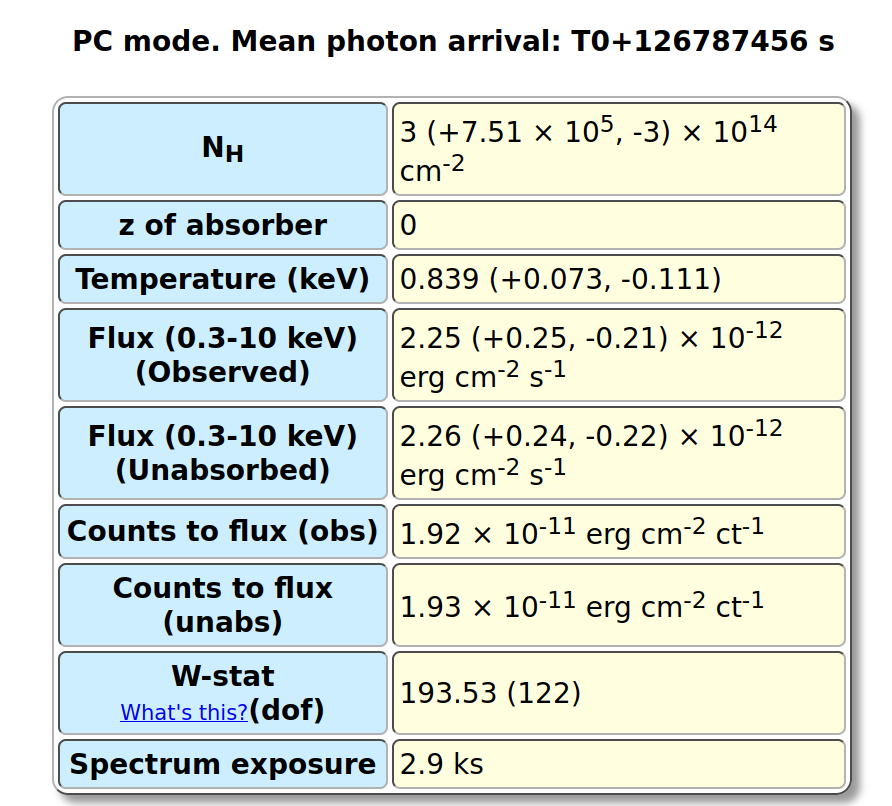 PC mode. Mean photon arrival: T0+126787456 s
N_H
3 (+7.51 × 10^5, -3) × 10^14
cm^-2
z of absorber
0
Temperature (keV)
0.839 (+0.073, -0.111)
Flux (0.3-10 keV)
(Observed)
2.25 (+0.25, -0.21) × 10^-12
erg cm^-2 s^-1
Flux (0.3-10 keV)
(Unabsorbed)
2.26 (+0.24, -0.22) × 10^-12
erg cm^-2 s^-1
Counts to flux (obs)
1.92 × 10^-11 erg cm^-2 ct^-1
Counts to flux
(unabs)
1.93 × 10^-11 erg cm^-2 ct^-1
W-stat
What's this?(dof)
193.53 (122)
Spectrum exposure
2.9 ks